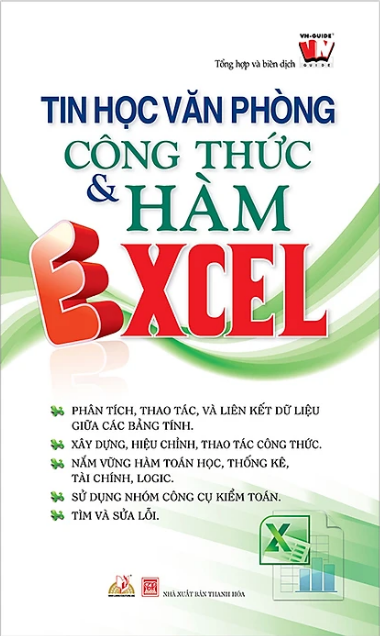 VN-GUIDE
VN
GUIDE
Tổng hợp và biên dịch
TIN HỌC VĂN PHÒNG
CÔNG THỨC
& HÀM
EXCEL
PHÂN TÍCH, THAO TÁC, VÀ LIÊN KẾT DỮ LIỆU
GIỮA CÁC BẢNG TÍNH.
XÂY DỰNG, HIỆU CHỈNH, THAO TÁC CÔNG THỨC.
NẮM VỮNG HÀM TOÁN HỌC, THỐNG KÊ,
TÀI CHÍNH, LOGIC.
SỬ DỤNG NHÓM CÔNG CỤ KIỂM TOÁN.
TÌM VÀ SỬA LỖI.
X
NHÀ XUẤT BẢN THANH HÓA